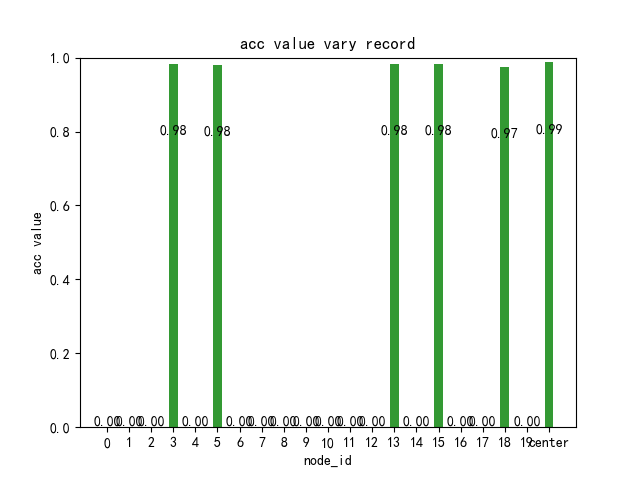 acc value vary record
1.0
0.8
0.6
0.4
0.2
0.0
acc value
0.98 0.98 0.98 0.98 0.97 0.99
0.00 0.00 0.00 0.00 0.00 0.00 0.00 0.00 0.00 0.00 0.00 0.00 0.00 0.00 0.00
0 1 2 3 4 5 6 7 8 9 10 11 12 13 14 15 16 17 18 19 center
node_id